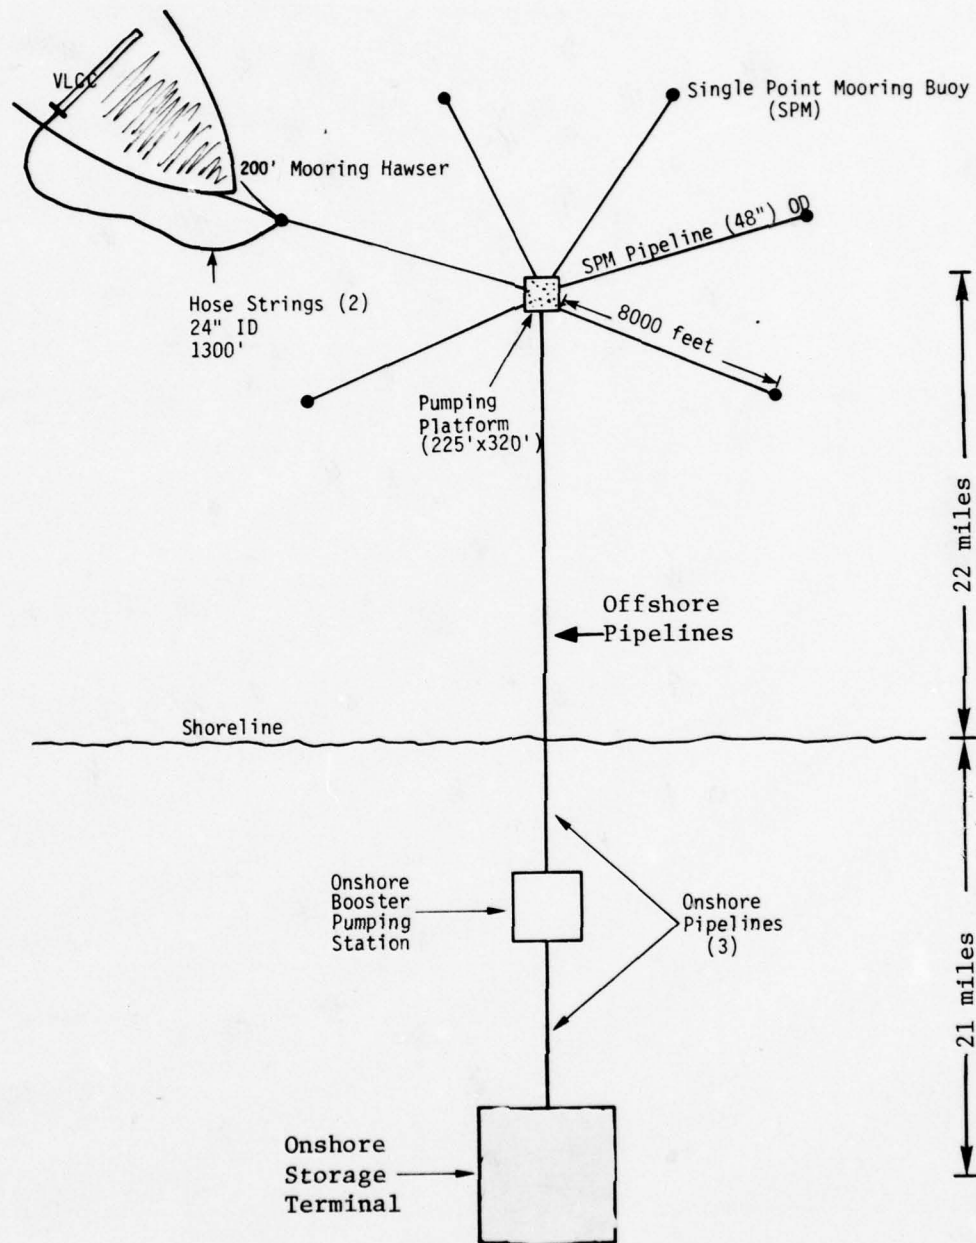 VLCC
Single Point Mooring Buoy
(SPM)
200' Mooring Hawser
SPM Pipeline (48") OD
Hose Strings (2)
24" ID
1300'
8000 feet
Pumping
Platform
(225'x320')
22 miles
Offshore
Pipelines
Shoreline
Onshore
Booster
Pumping
Station
Onshore
Pipelines
(3)
21 miles
Onshore
Storage
Terminal